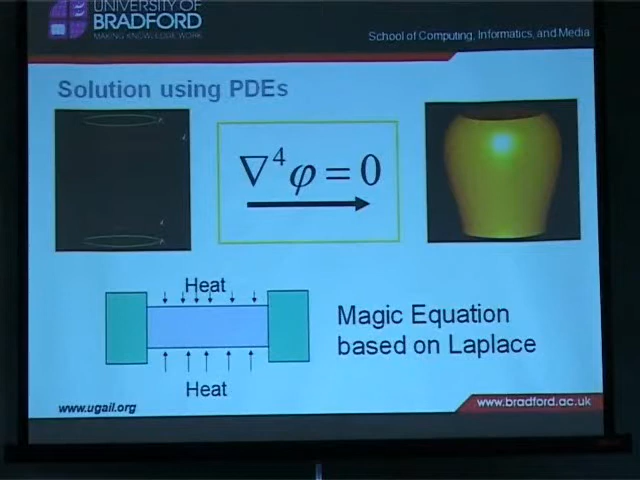 UNIVERSITY OF
BRADFORD
MAKING KNOWLEDGE WORK
School of Computing, Informatics, and Media
Solution using PDEs
∇⁴φ = 0
Heat
Magic Equation
based on Laplace
Heat
www.ugail.org
www.bradford.ac.uk